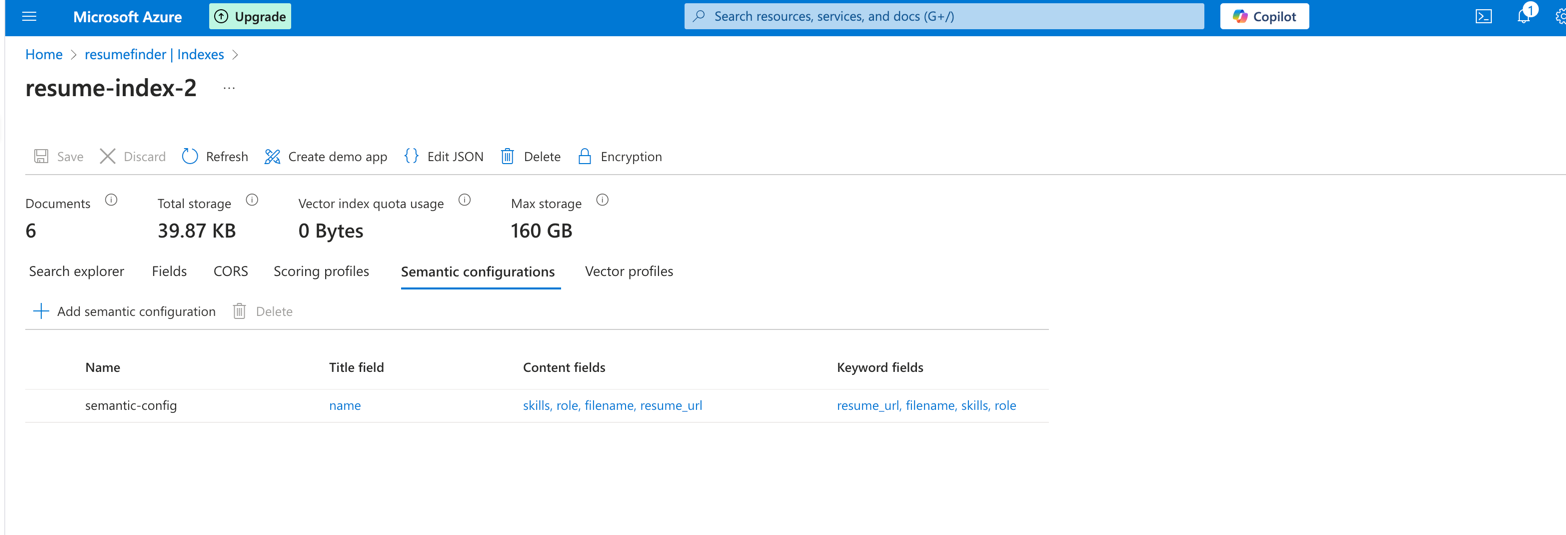 Microsoft Azure Upgrade Search resources, services, and docs (G+/) Copilot 1
Home > resumefinder | Indexes >
resume-index-2 ...
Save Discard Refresh Create demo app {} Edit JSON Delete Encryption
Documents Total storage Vector index quota usage Max storage
6 39.87 KB 0 Bytes 160 GB
Search explorer Fields CORS Scoring profiles Semantic configurations Vector profiles
+ Add semantic configuration Delete
Name Title field Content fields Keyword fields
semantic-config name skills, role, filename, resume_url resume_url, filename, skills, role